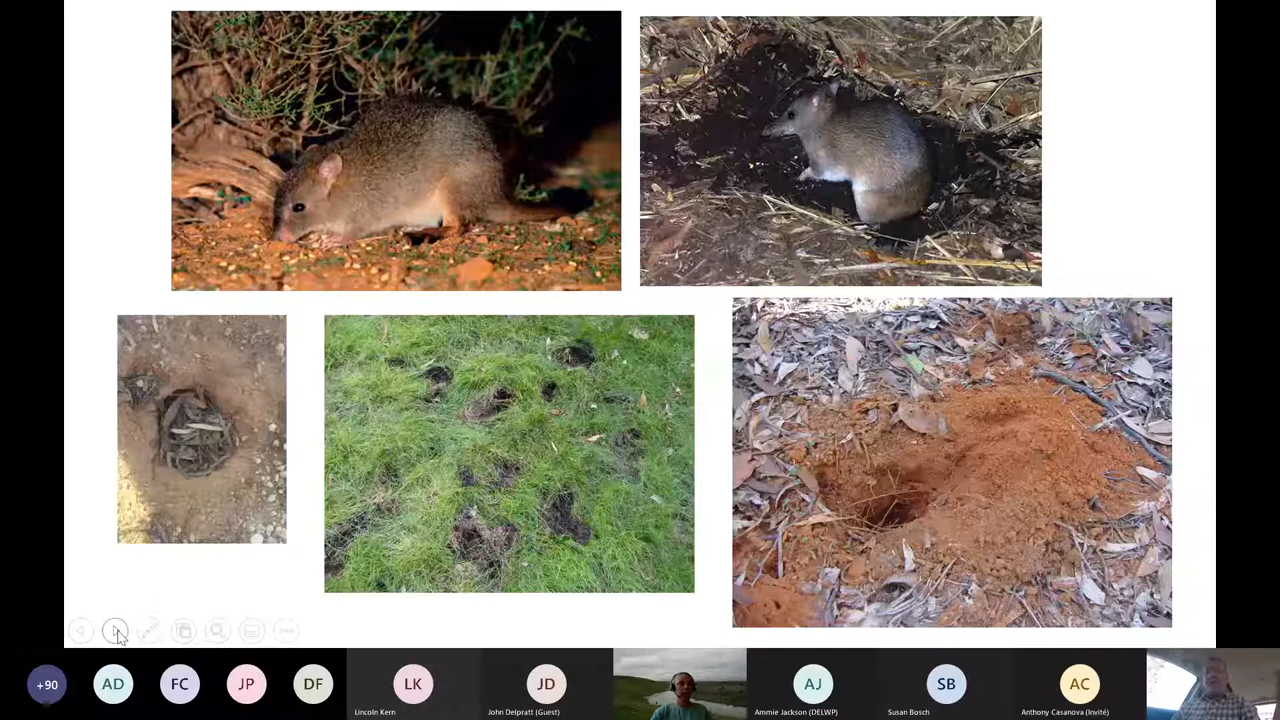 +90
AD
FC
JP
DF
LK
Lincoln Kern
JD
John Delpratt (Guest)
AJ
Ammie Jackson (DELWP)
SB
Susan Bosch
AC
Anthony Casanova (Invité)